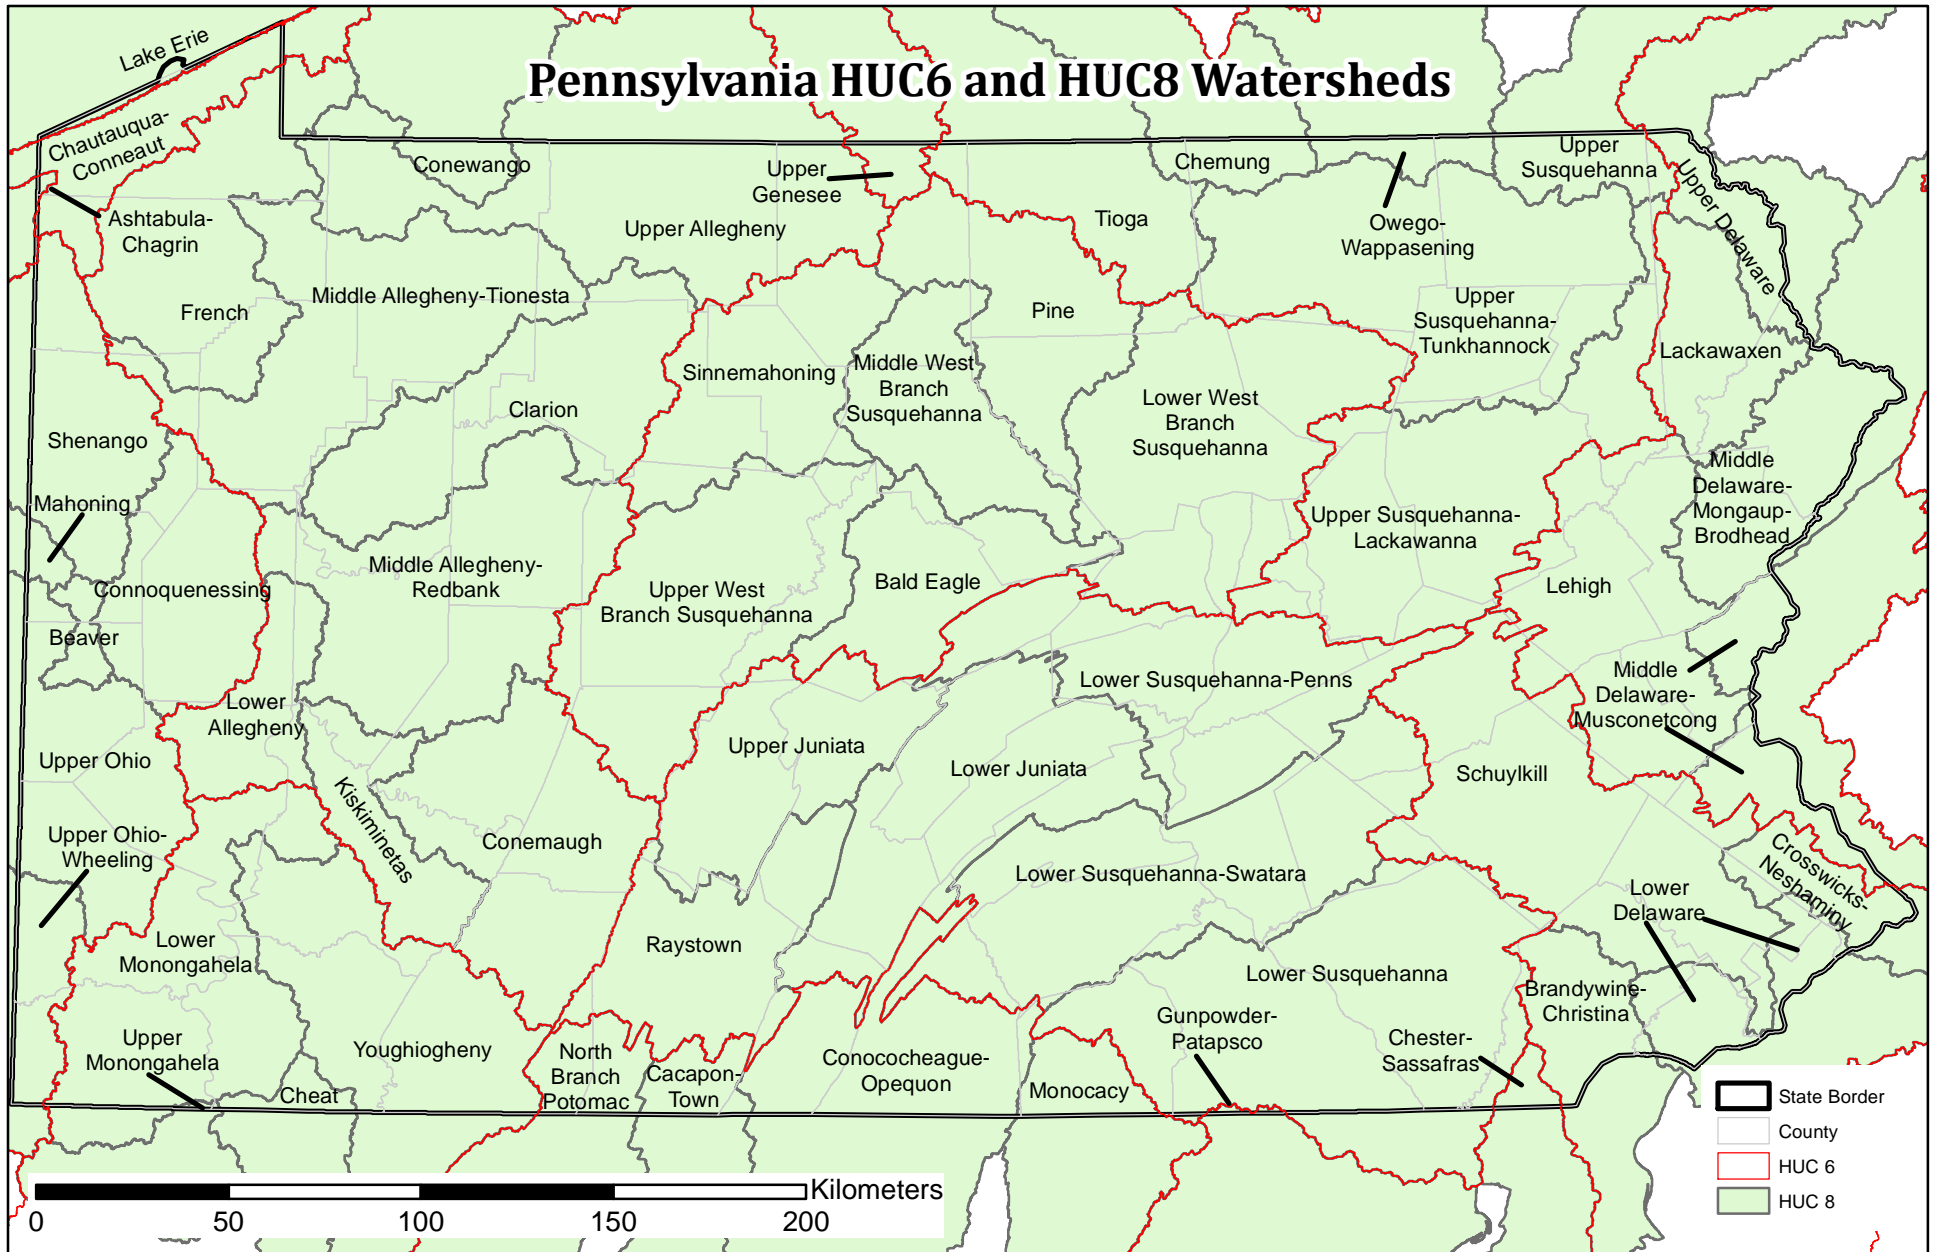 Pennsylvania HUC6 and HUC8 Watersheds
Lake Erie
Chautauqua-
Conneaut
Ashtabula-
Chagrin
Conewango
Upper
Genesee
Upper Allegheny
Tioga
Chemung
Owego-
Wappasening
Upper
Susquehanna
Upper Delaware
French
Middle Allegheny-Tionesta
Pine
Upper
Susquehanna-
Tunkhannock
Lackawaxen
Sinnemahoning
Middle West
Branch
Susquehanna
Clarion
Lower West
Branch
Susquehanna
Shenango
Mahoning
Middle
Delaware-
Mongaup-
Brodhead
Upper Susquehanna-
Lackawanna
Connoquenessing
Middle Allegheny-
Redbank
Upper West
Branch Susquehanna
Bald Eagle
Lehigh
Beaver
Lower Susquehanna-Penns
Middle
Delaware-
Musconetcong
Lower
Allegheny
Upper Ohio
Upper Juniata
Lower Juniata
Schuylkill
Kiskiminetas
Upper Ohio-
Wheeling
Conemaugh
Lower Susquehanna-Swatara
Crosswicks-
Neshaminy
Lower
Delaware
Lower
Monongahela
Raystown
Lower Susquehanna
Brandywine-
Christina
Upper
Monongahela
Youghiogheny
Cheat
North
Branch
Potomac
Cacapon-
Town
Conococheague-
Opequon
Monocacy
Gunpowder-
Patapsco
Chester-
Sassafras
State Border
County
HUC 6
HUC 8
Kilometers
0 50 100 150 200